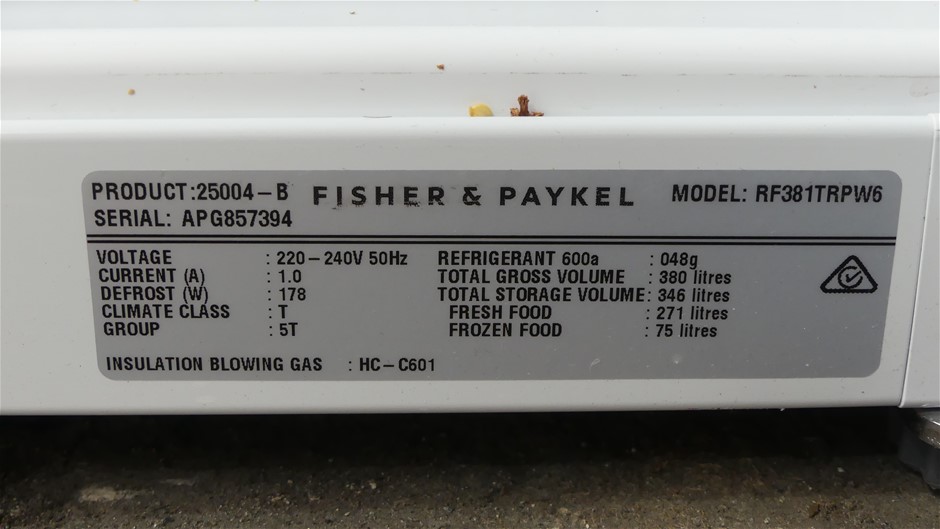 PRODUCT:25004-B FISHER & PAYKEL MODEL: RF381TRPW6
SERIAL: APG857394
VOLTAGE : 220-240V 50Hz REFRIGERANT 600a : 048g
CURRENT (A) : 1.0 TOTAL GROSS VOLUME : 380 litres
DEFROST (W) : 178 TOTAL STORAGE VOLUME: 346 litres
CLIMATE CLASS : T FRESH FOOD : 271 litres
GROUP : 5T FROZEN FOOD : 75 litres
INSULATION BLOWING GAS : HC-C601